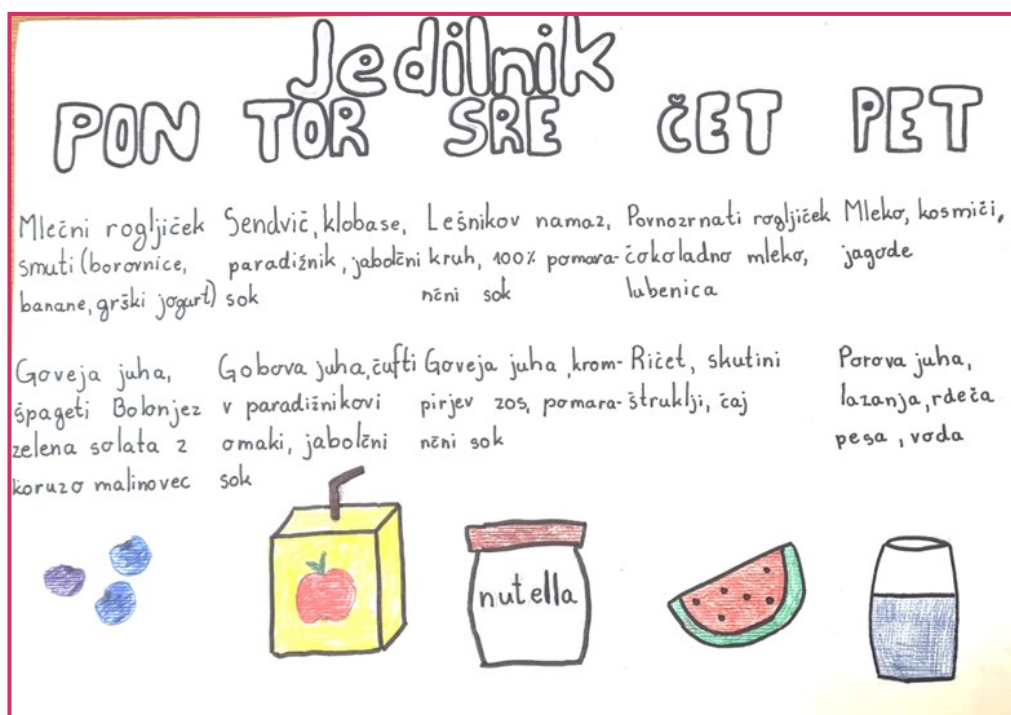 Jedilnik
PON TOR SRE ČET PET
Mlečni rogljiček
smuti (borovnice,
banane, grški jogurt)
Sendvič, klobase,
paradižnik, jabolčni
sok
Lešnikov namaz,
kruh, 100% pomara-
nčni sok
Povnozrnati rogljiček
čokoladno mleko,
lubenica
Mleko, kosmiči,
jagode
Goveja juha,
špageti Bolonjez
zelena solata z
koruzo malinovec
Gobova juha, čufti
v paradižnikovi
omaki, jabolčni
sok
Goveja juha, krom-
pirjev zos, pomara-
nčni sok
Ričet, skutini
štruklji, čaj
Porova juha,
lazanja, rdeča
pesa, voda
nutella